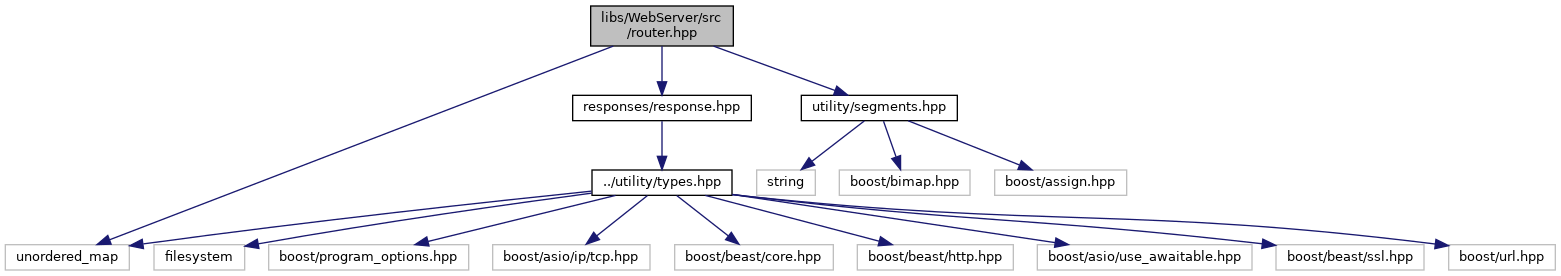 libs/WebServer/src
/router.hpp
responses/response.hpp
utility/segments.hpp
../utility/types.hpp
string
boost/bimap.hpp
boost/assign.hpp
unordered_map
filesystem
boost/program_options.hpp
boost/asio/ip/tcp.hpp
boost/beast/core.hpp
boost/beast/http.hpp
boost/asio/use_awaitable.hpp
boost/beast/ssl.hpp
boost/url.hpp